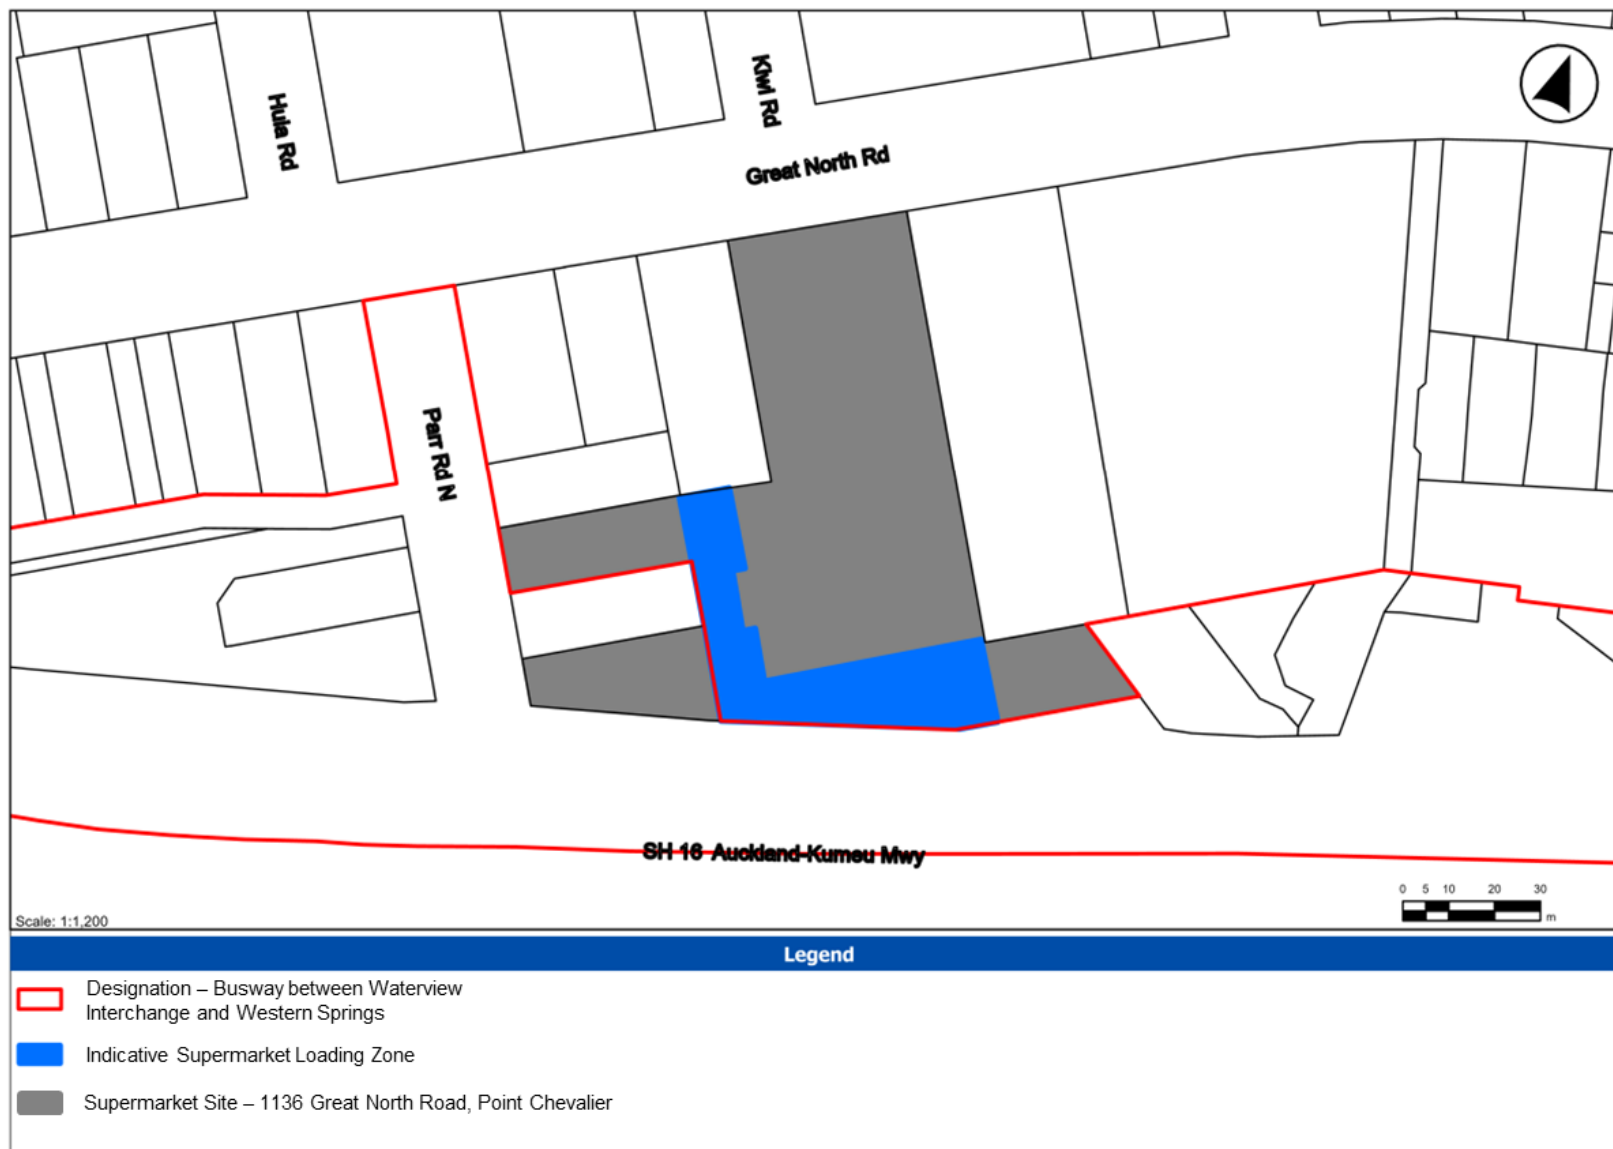 Kiwi Rd
Huia Rd
Great North Rd
Parr Rd N
SH 16 Auckland-Kumeu Mwy
0 5 10 20 30
m
Scale: 1:1,200
Legend
Designation – Busway between Waterview
Interchange and Western Springs
Indicative Supermarket Loading Zone
Supermarket Site – 1136 Great North Road, Point Chevalier